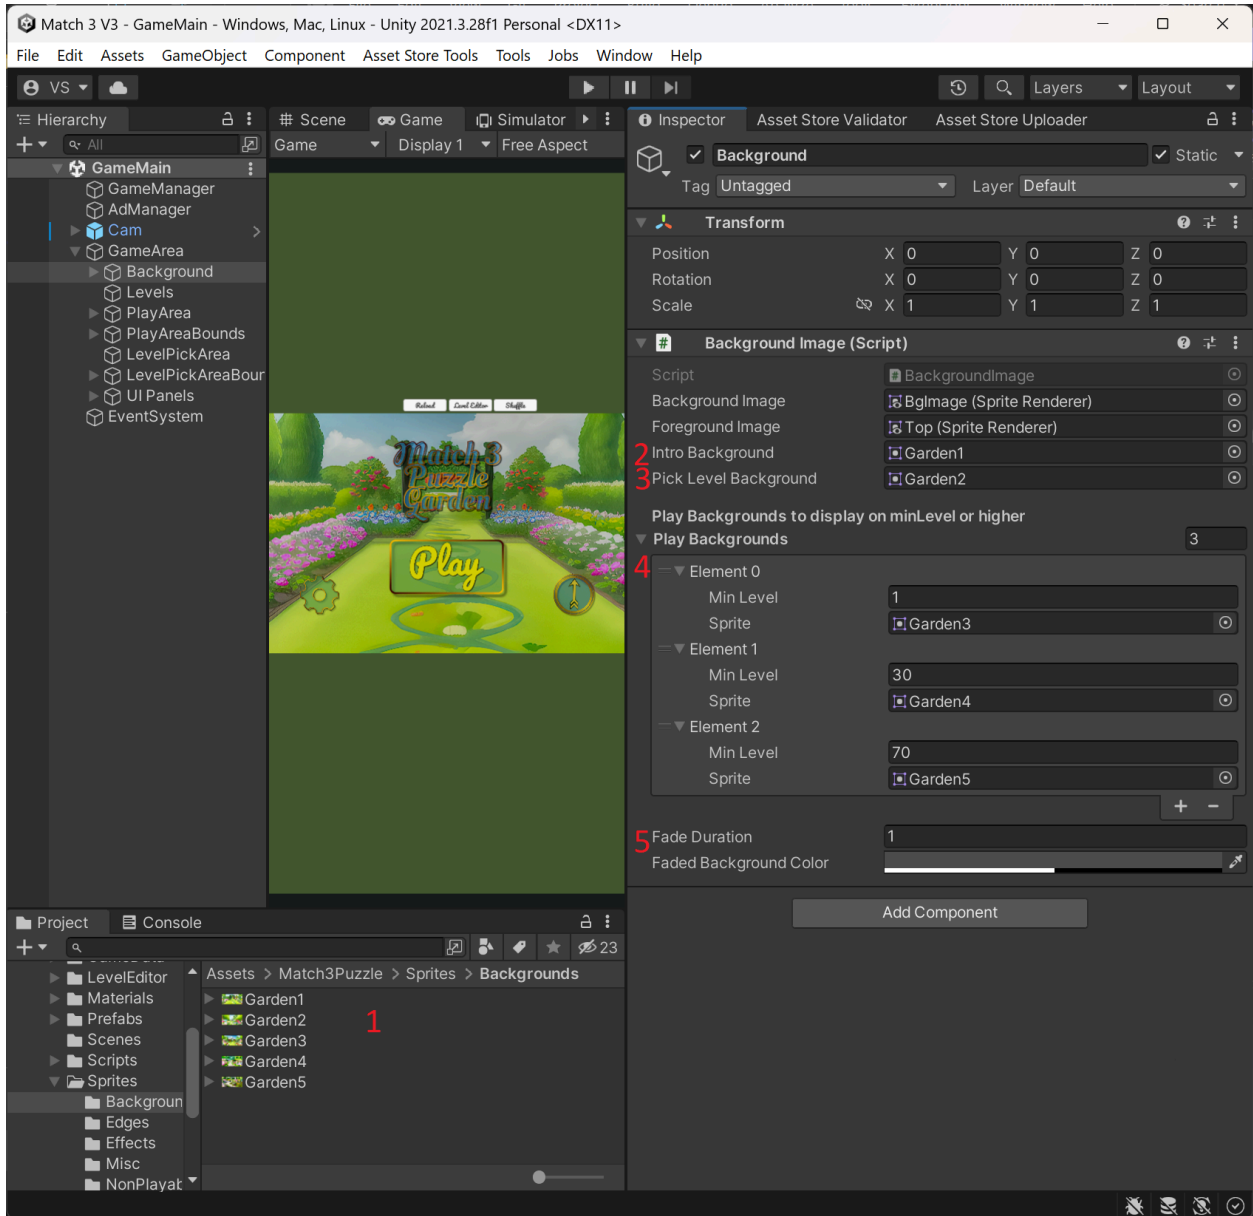 Match 3 V3 - GameMain - Windows, Mac, Linux - Unity 2021.3.28f1 Personal <DX11>
File Edit Assets GameObject Component Asset Store Tools Tools Jobs Window Help
VS Layers Layout
Hierarchy
All
GameMain
GameManager
AdManager
Cam
GameArea
Background
Levels
PlayArea
PlayAreaBounds
LevelPickArea
LevelPickAreaBour
UI Panels
EventSystem
Scene Game Simulator
Game Display 1 Free Aspect
Reload Level Editor Shuffle
Match 3
Puzzle
Garden
Play
Inspector Asset Store Validator Asset Store Uploader
Background Static
Tag Untagged Layer Default
Transform
Position X 0 Y 0 Z 0
Rotation X 0 Y 0 Z 0
Scale X 1 Y 1 Z 1
# Background Image (Script)
Script BackgroundImage
Background Image BgImage (Sprite Renderer)
Foreground Image Top (Sprite Renderer)
2 Intro Background Garden1
3 Pick Level Background Garden2
Play Backgrounds to display on minLevel or higher
Play Backgrounds 3
4 Element 0
Min Level 1
Sprite Garden3
Element 1
Min Level 30
Sprite Garden4
Element 2
Min Level 70
Sprite Garden5
+ -
5 Fade Duration 1
Faded Background Color
Add Component
Project Console
23
LevelEditor
Materials
Prefabs
Scenes
Scripts
Sprites
Backgroun
Edges
Effects
Misc
NonPlayab
Assets > Match3Puzzle > Sprites > Backgrounds
Garden1
Garden2
Garden3
Garden4
Garden5
1